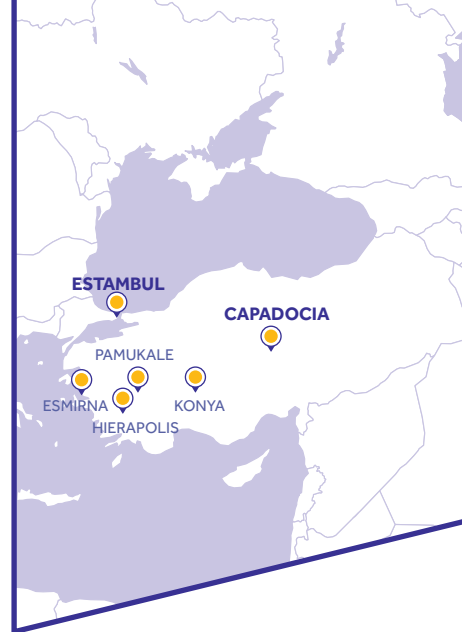 ESTAMBUL
CAPADOCIA
PAMUKALE
ESMIRNA
KONYA
HIERAPOLIS